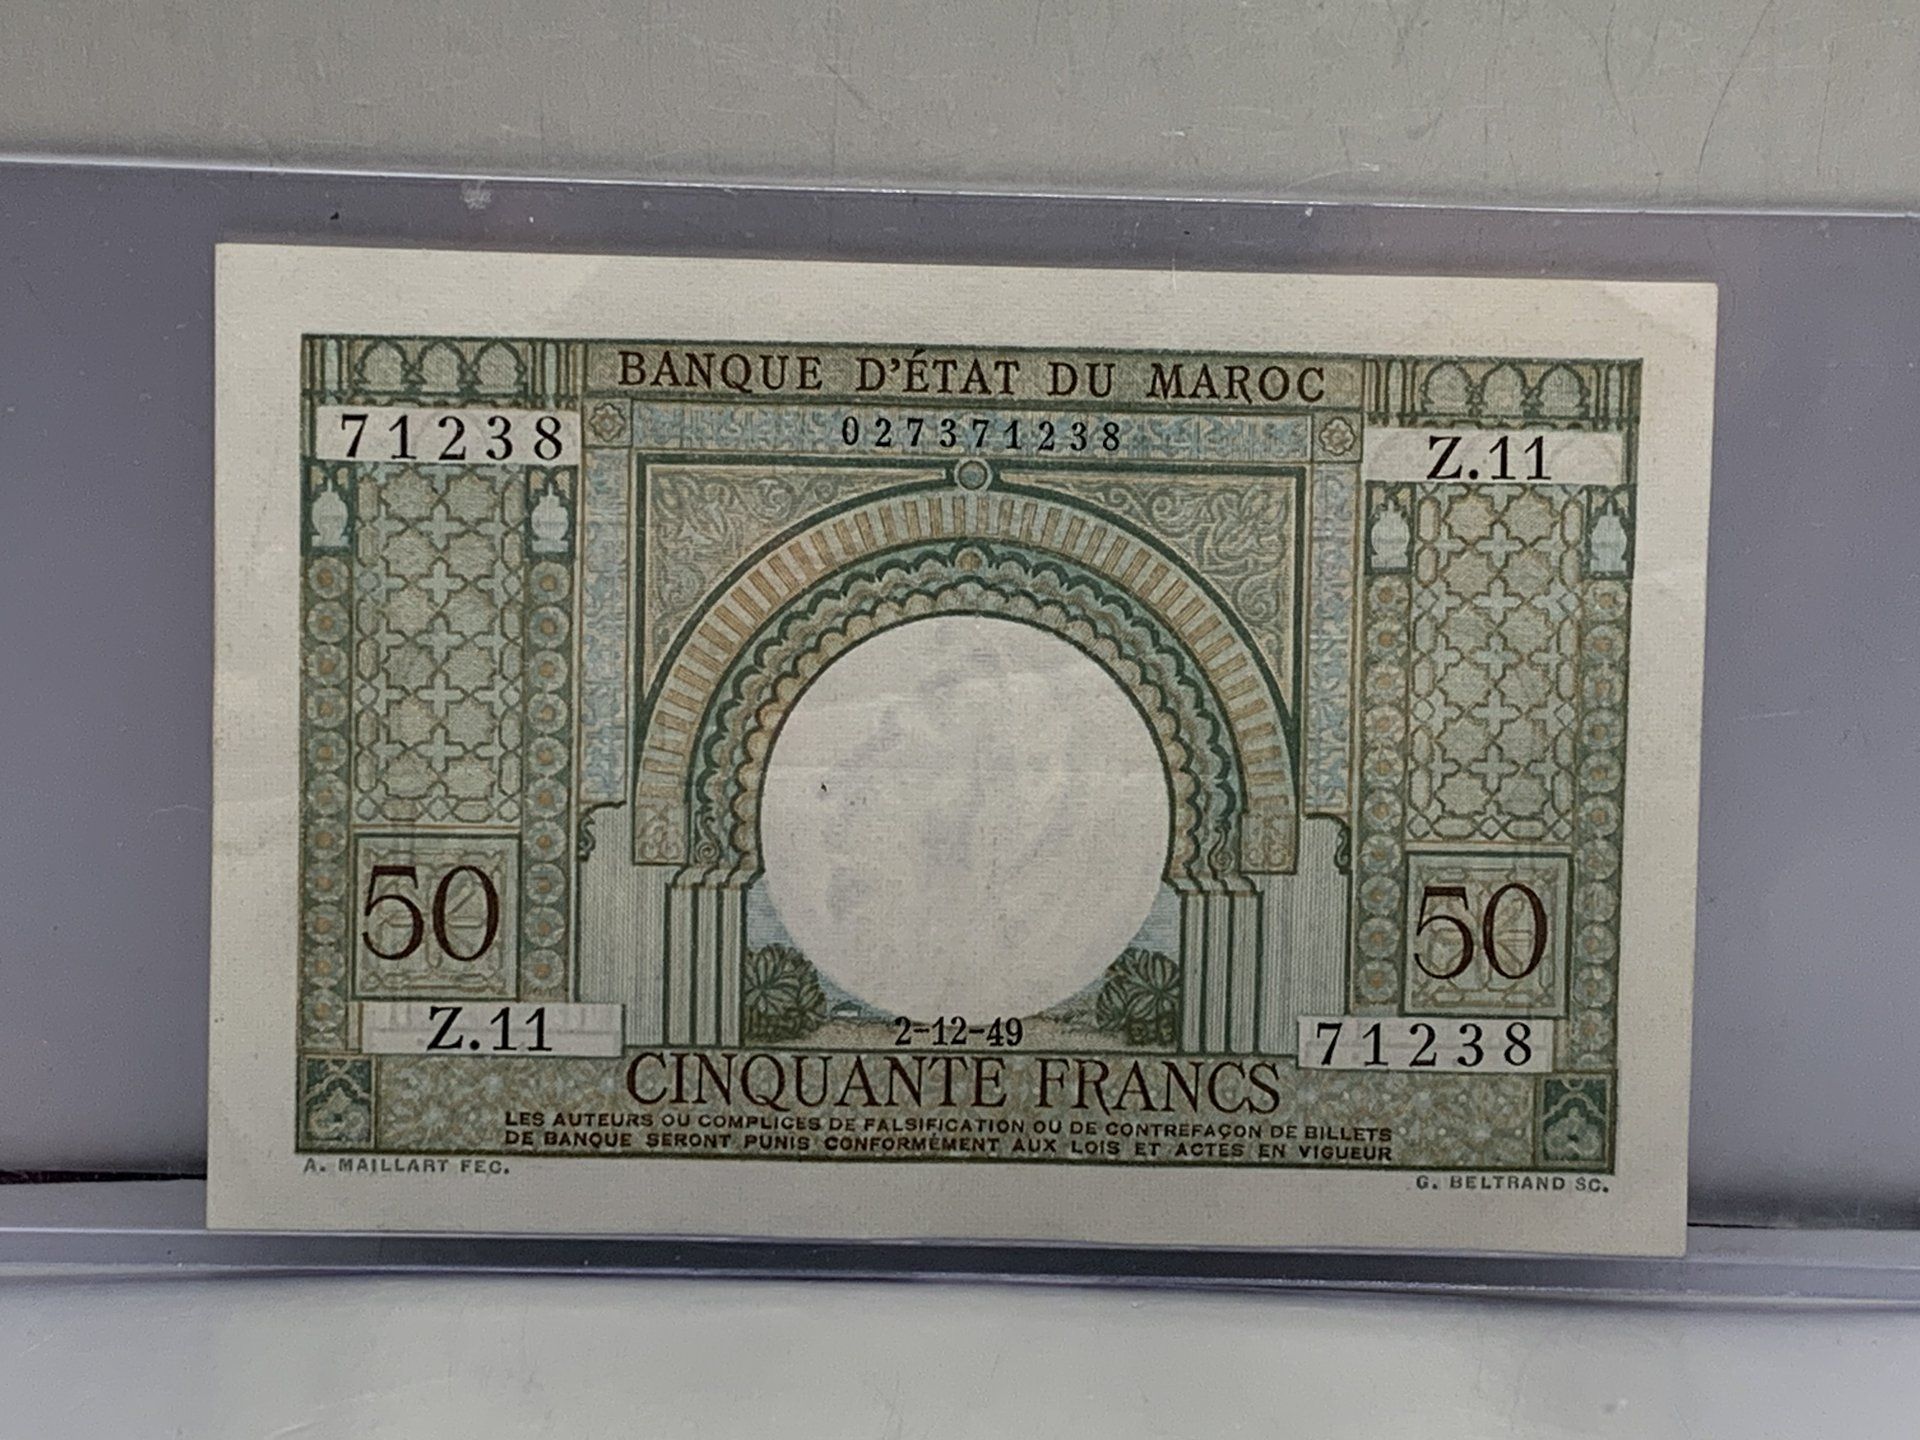 BANQUE D'ÉTAT DU MAROC
71238
027371238
Z.11
50
50
Z.11
2-12-49
71238
CINQUANTE FRANCS
LES AUTEURS OU COMPLICES DE FALSIFICATION OU DE CONTREFAÇON DE BILLETS
DE BANQUE SERONT PUNIS CONFORMÉMENT AUX LOIS ET ACTES EN VIGUEUR
A. MAILLART FEC.
G. BELTRAND SC.